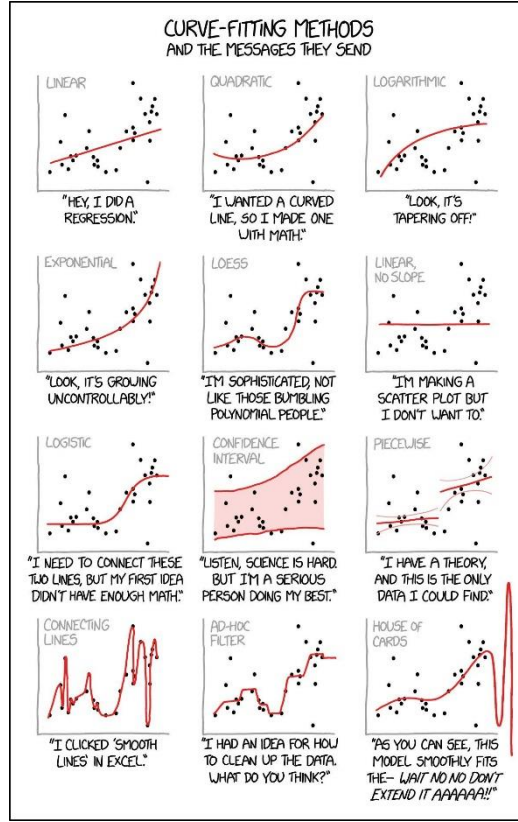 CURVE-FITTING METHODS
AND THE MESSAGES THEY SEND
LINEAR
"HEY, I DID A
REGRESSION."
QUADRATIC
"I WANTED A CURVED
LINE, SO I MADE ONE
WITH MATH."
LOGARITHMIC
"LOOK, IT'S
TAPERING OFF!"
EXPONENTIAL
"LOOK, IT'S GROWING
UNCONTROLLABLY!"
LOESS
"I'M SOPHISTICATED, NOT
LIKE THOSE BUMBLING
POLYNOMIAL PEOPLE."
LINEAR,
NO SLOPE
"I'M MAKING A
SCATTER PLOT BUT
I DON'T WANT TO."
LOGISTIC
"I NEED TO CONNECT THESE
TWO LINES, BUT MY FIRST IDEA
DIDN'T HAVE ENOUGH MATH."
CONFIDENCE
INTERVAL
"LISTEN, SCIENCE IS HARD.
BUT I'M A SERIOUS
PERSON DOING MY BEST."
PIECEWISE
"I HAVE A THEORY,
AND THIS IS THE ONLY
DATA I COULD FIND."
CONNECTING
LINES
"I CLICKED 'SMOOTH
LINES' IN EXCEL."
AD-HOC
FILTER
"I HAD AN IDEA FOR HOW
TO CLEAN UP THE DATA.
WHAT DO YOU THINK?"
HOUSE OF
CARDS
"AS YOU CAN SEE, THIS
MODEL SMOOTHLY FITS
THE- WAIT NO NO DON'T
EXTEND IT AAAAAA!!"